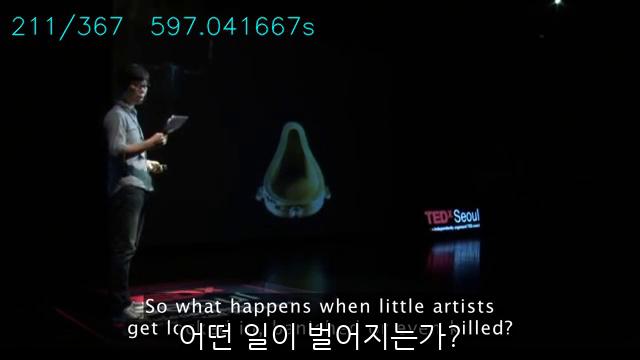 211/367 597.041667s
TEDxSeoul
So what happens when little artists
get killed?
어떤 일이 벌어지는가?